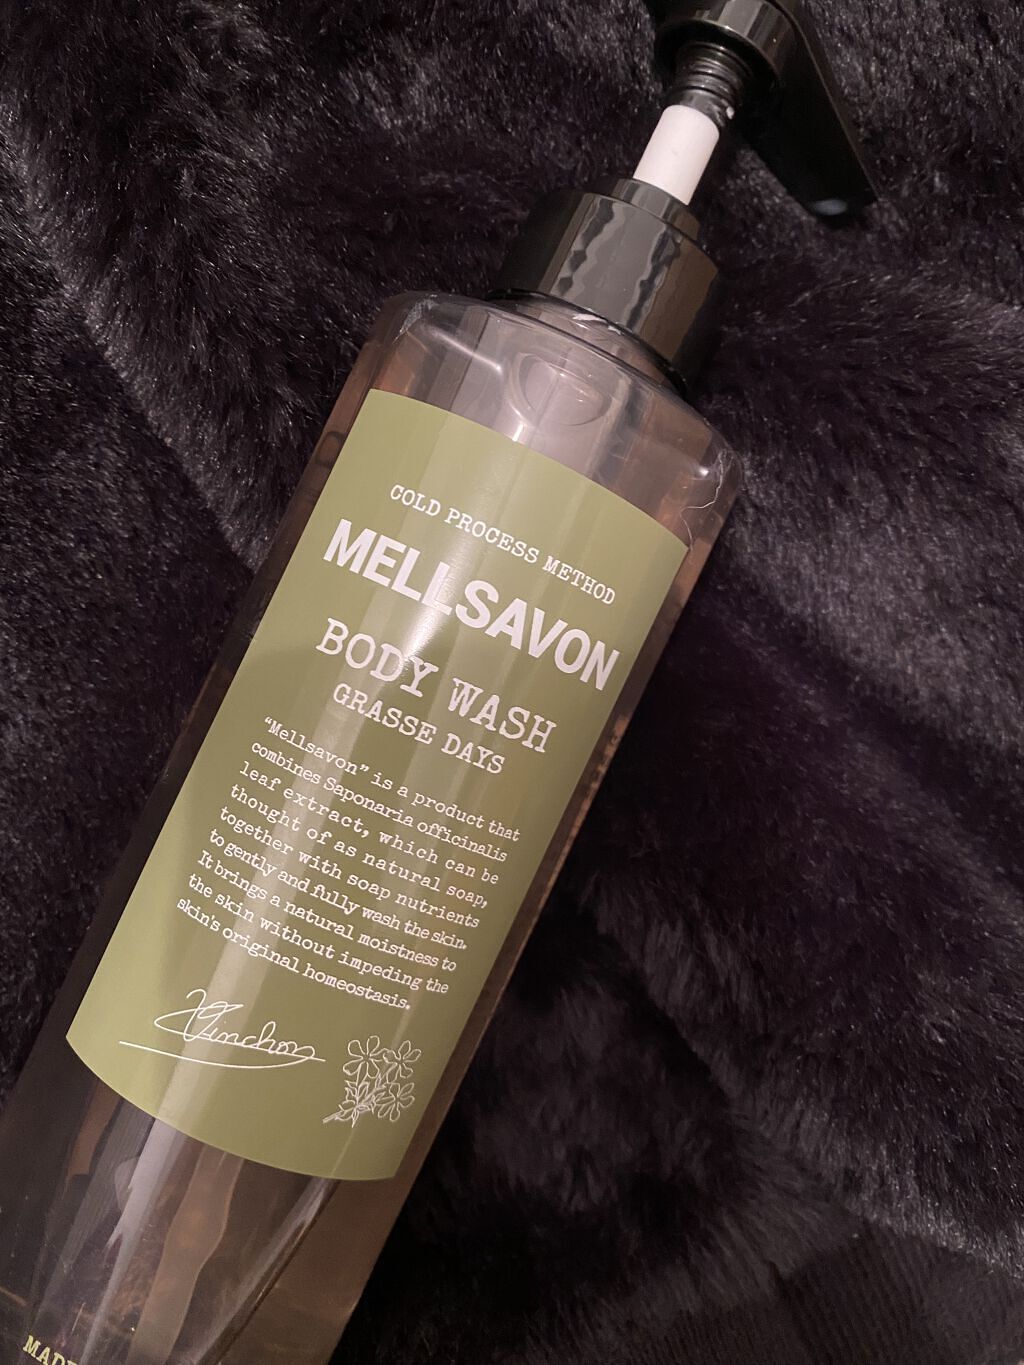 COLD PROCESS METHOD
MELLSAVON
BODY WASH
GRASSE DAYS
“Mellsavon” is a product that
combines Saponaria officinalis
leaf extract, which can be
thought of as natural soap,
together with soap nutrients
to gently and fully wash the skin.
It brings a natural moistness to
the skin without impeding the
skin's original homeostasis.